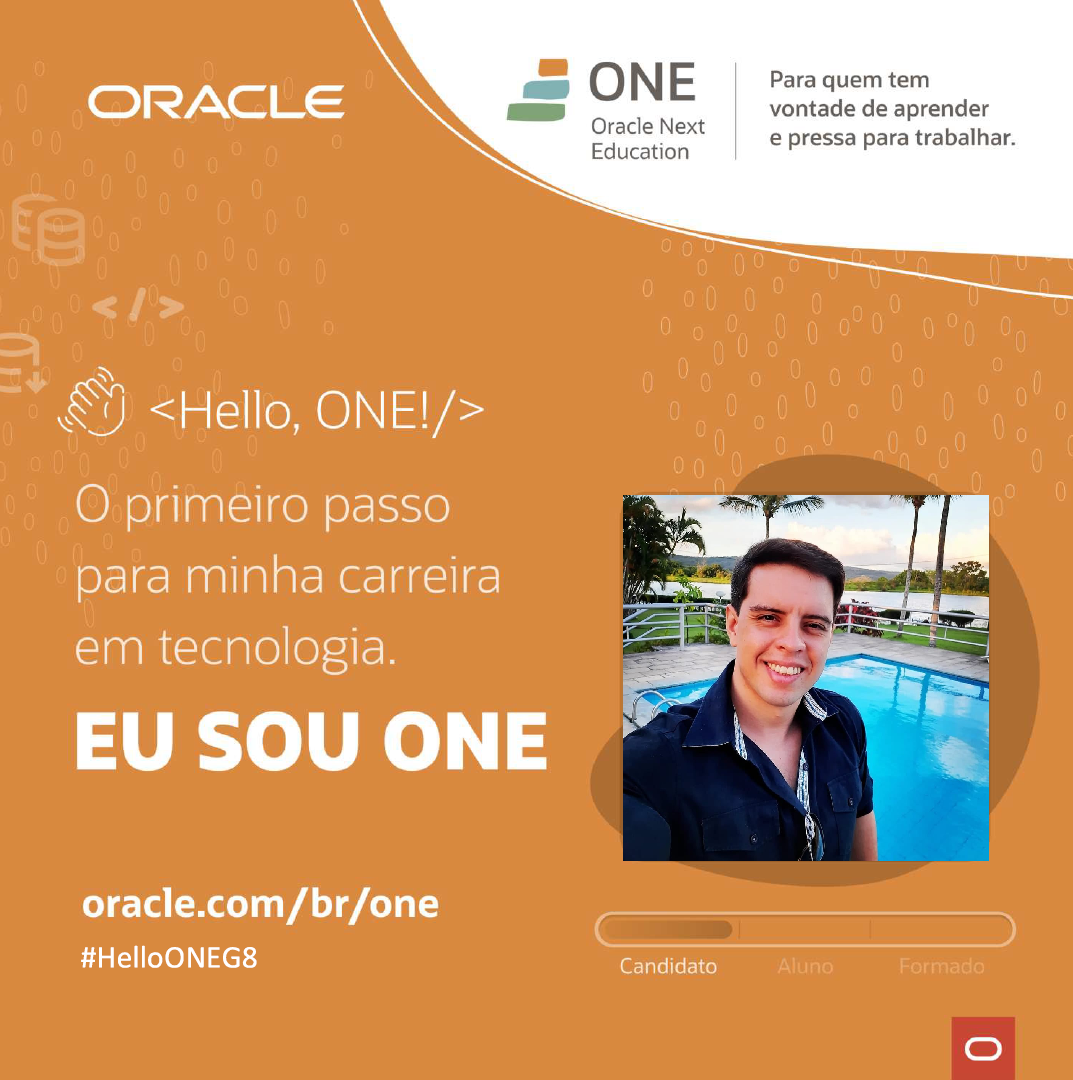 ORACLE
ONE
Oracle Next
Education
Para quem tem
vontade de aprender
e pressa para trabalhar.
</>
<Hello, ONE!/>
O primeiro passo
para minha carreira
em tecnologia.
EU SOU ONE
oracle.com/br/one
#HelloONEG8
Candidato Aluno Formado